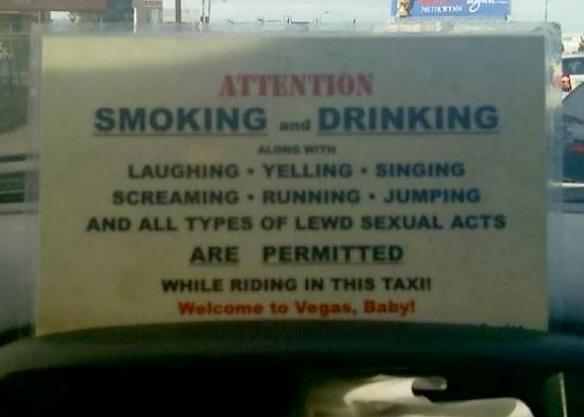 ATTENTION
SMOKING and DRINKING
ALONG WITH
LAUGHING • YELLING • SINGING
SCREAMING • RUNNING • JUMPING
AND ALL TYPES OF LEWD SEXUAL ACTS
ARE PERMITTED
WHILE RIDING IN THIS TAXI!
Welcome to Vegas, Baby!